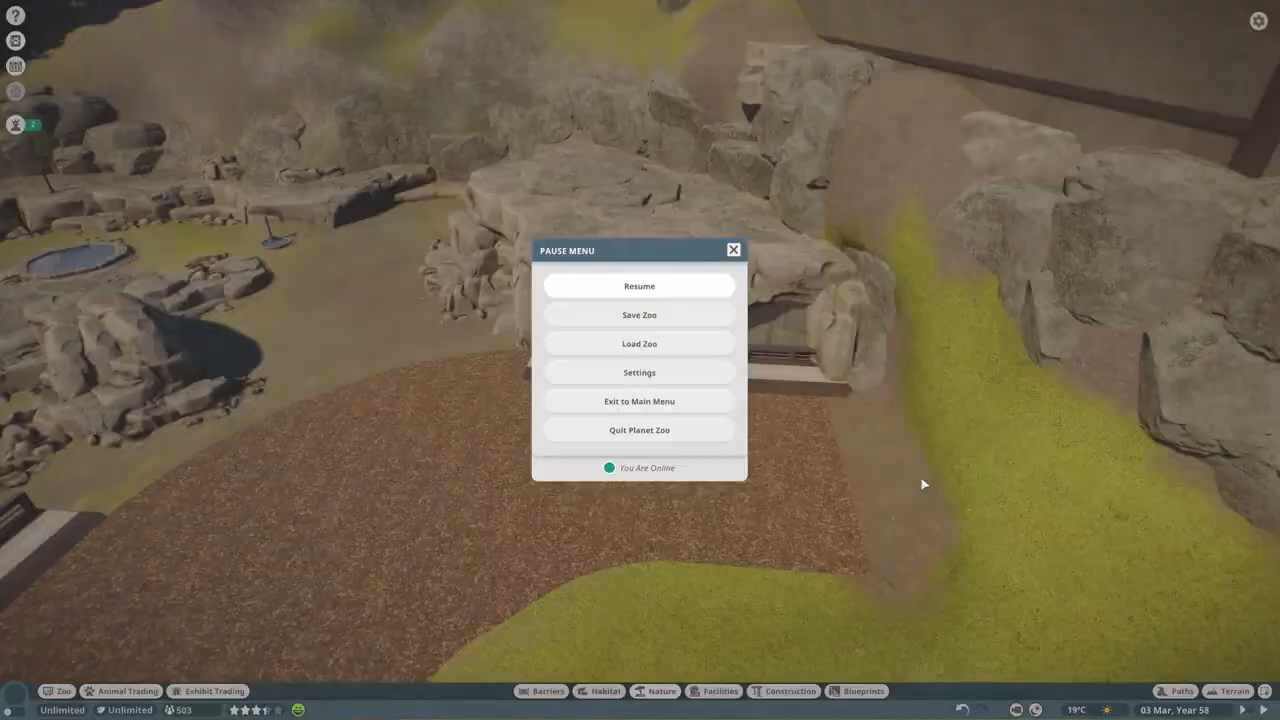 ?
2
PAUSE MENU
Resume
Save Zoo
Load Zoo
Settings
Exit to Main Menu
Quit Planet Zoo
You Are Online
Zoo Animal Trading Exhibit Trading Barriers Habitat Nature Facilities Construction Blueprints Paths Terrain
Unlimited Unlimited 503 19°C 03 Mar, Year 58